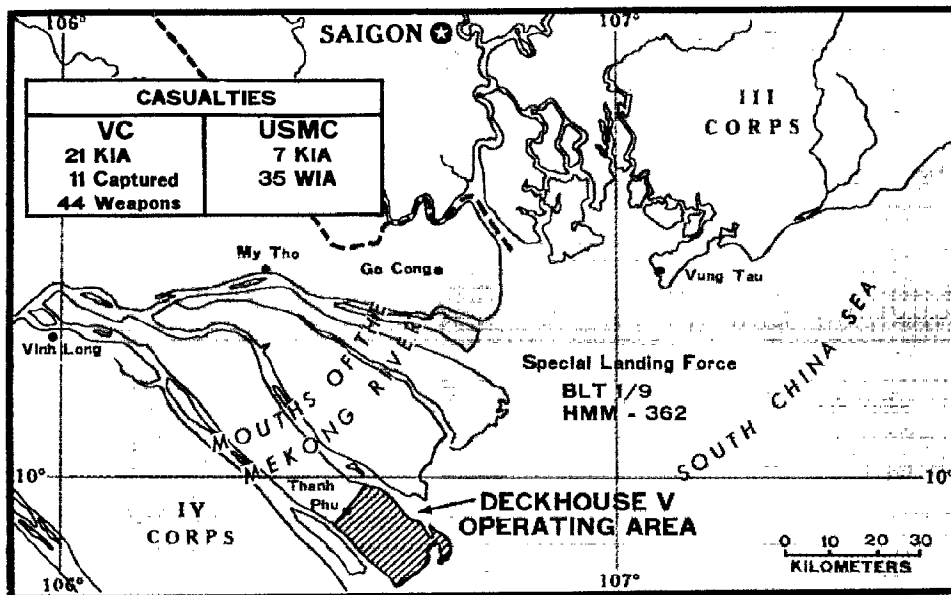 106°
107°
SAIGON
CASUALTIES
VC
21 KIA
11 Captured
44 Weapons
USMC
7 KIA
35 WIA
III
CORPS
My Tho
Go Cong
Vung Tau
Vinh Long
MOUTHS OF THE
MEKONG RIVER
Special Landing Force
BLT 1/9
HMM - 362
SOUTH CHINA SEA
10°
10°
Thanh
Phu
DECKHOUSE V
OPERATING AREA
IV
CORPS
0 10 20 30
KILOMETERS
106°
107°